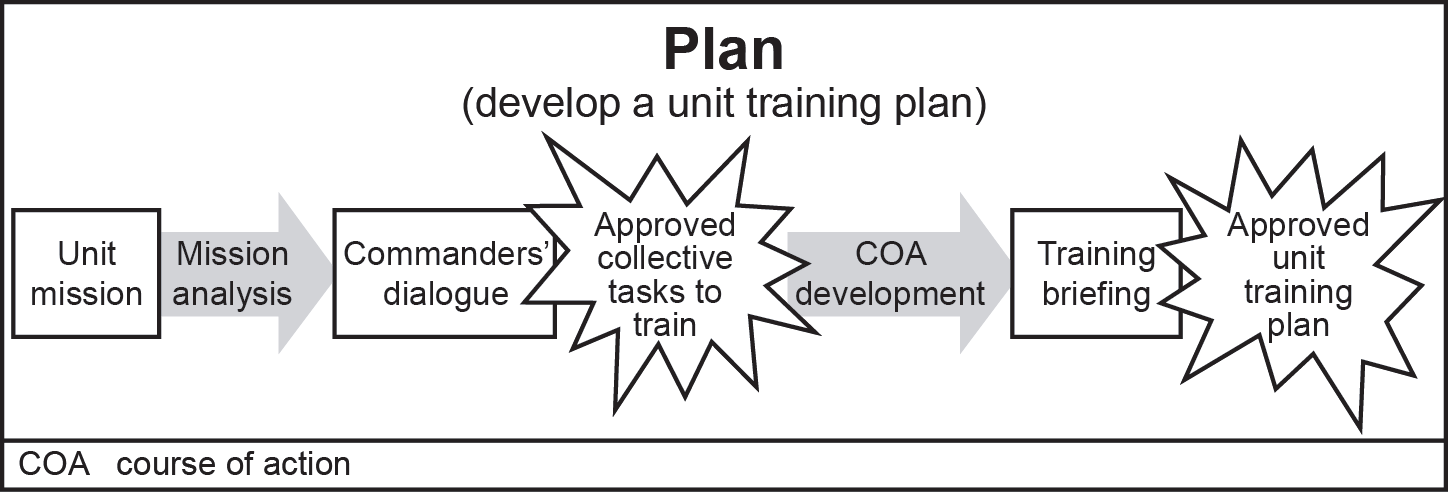 Plan
(develop a unit training plan)
Unit
mission
Mission
analysis
Commanders’
dialogue
Approved
collective
tasks to
train
COA
development
Training
briefing
Approved
unit
training
plan
COA course of action